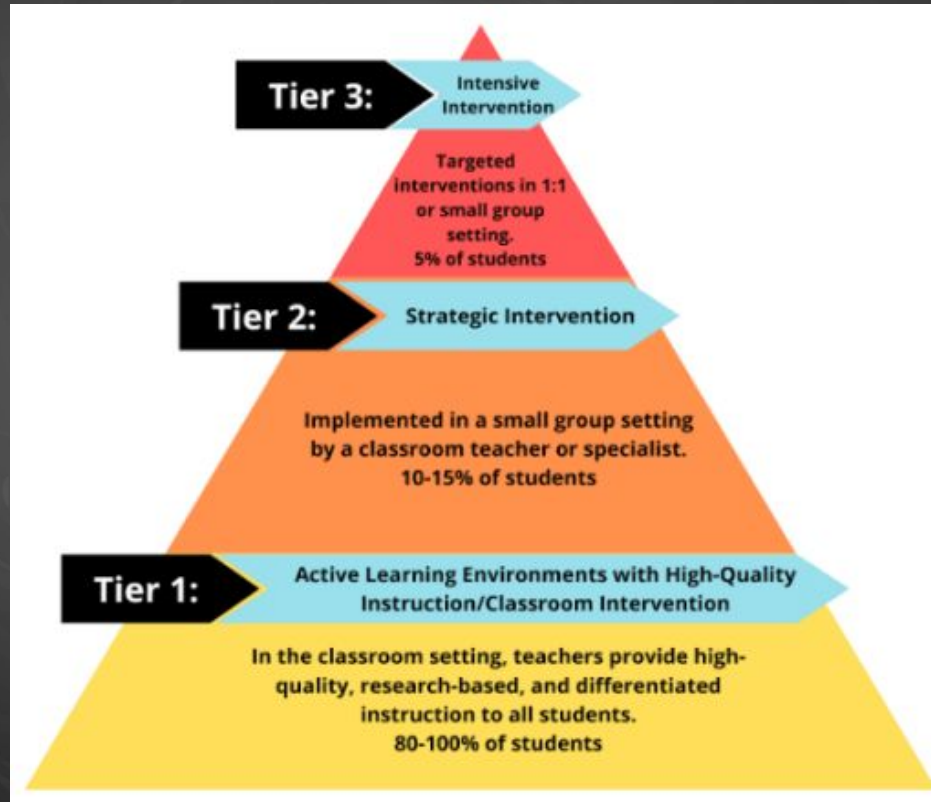 Tier 3:
Intensive
Intervention
Targeted
interventions in 1:1
or small group
setting.
5% of students
Tier 2:
Strategic Intervention
Implemented in a small group setting
by a classroom teacher or specialist.
10-15% of students
Tier 1:
Active Learning Environments with High-Quality
Instruction/Classroom Intervention
In the classroom setting, teachers provide high-
quality, research-based, and differentiated
instruction to all students.
80-100% of students